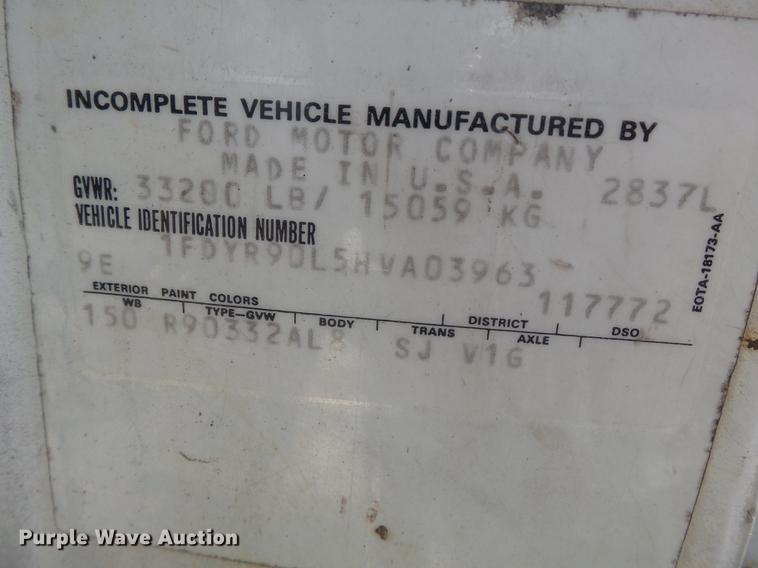 INCOMPLETE VEHICLE MANUFACTURED BY
FORD MOTOR COMPANY
MADE IN U.S.A.
GVWR: 33200 LB/ 15059 KG 2837L
VEHICLE IDENTIFICATION NUMBER
1FDYR90L5HVA03963
9E 117772
EXTERIOR PAINT COLORS DISTRICT DSO
WB TYPE-GVW BODY TRANS AXLE
150 R90332AL8 SJ V1G
E0TA-18173-AA
Purple Wave Auction